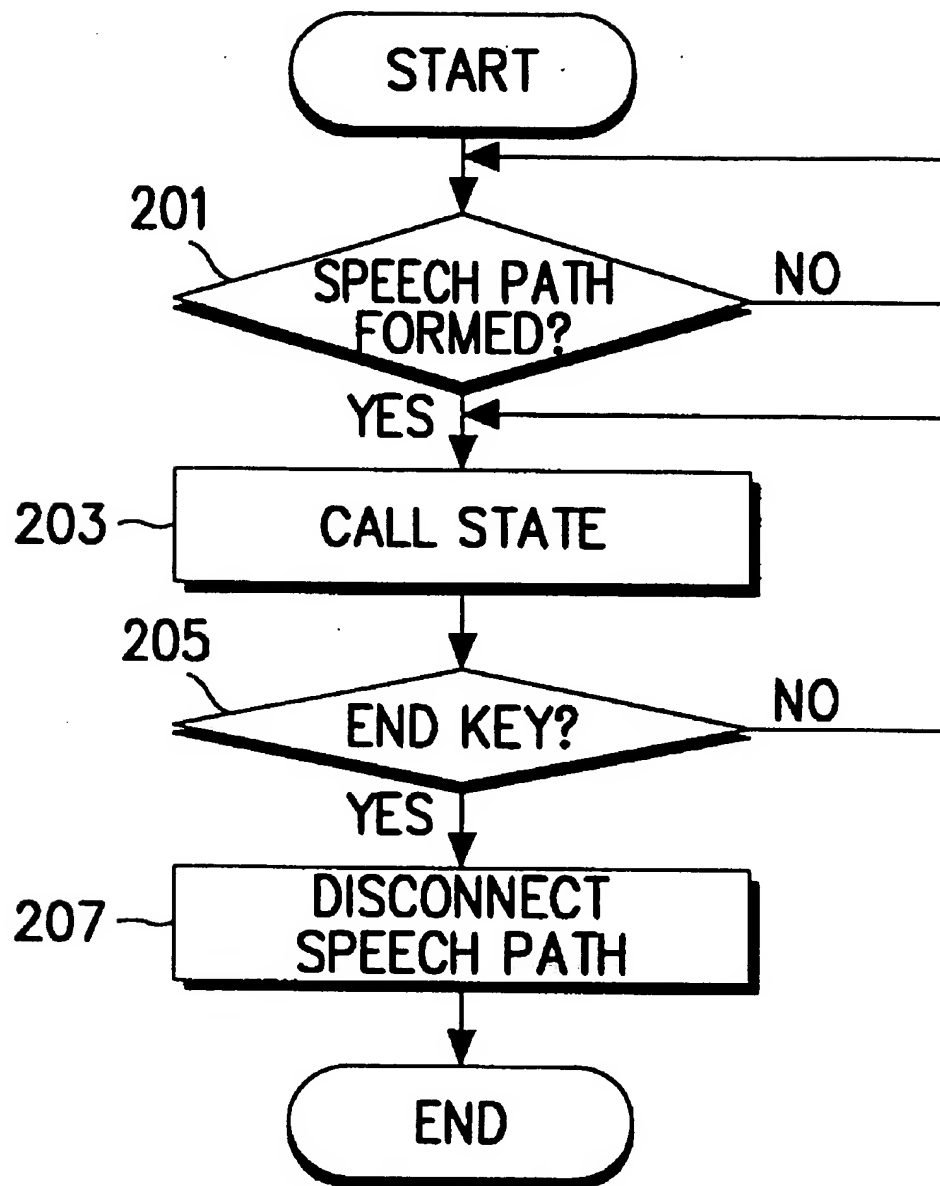 START
201
SPEECH PATH
FORMED?
NO
YES
203
CALL STATE
205
END KEY?
NO
YES
207
DISCONNECT
SPEECH PATH
END